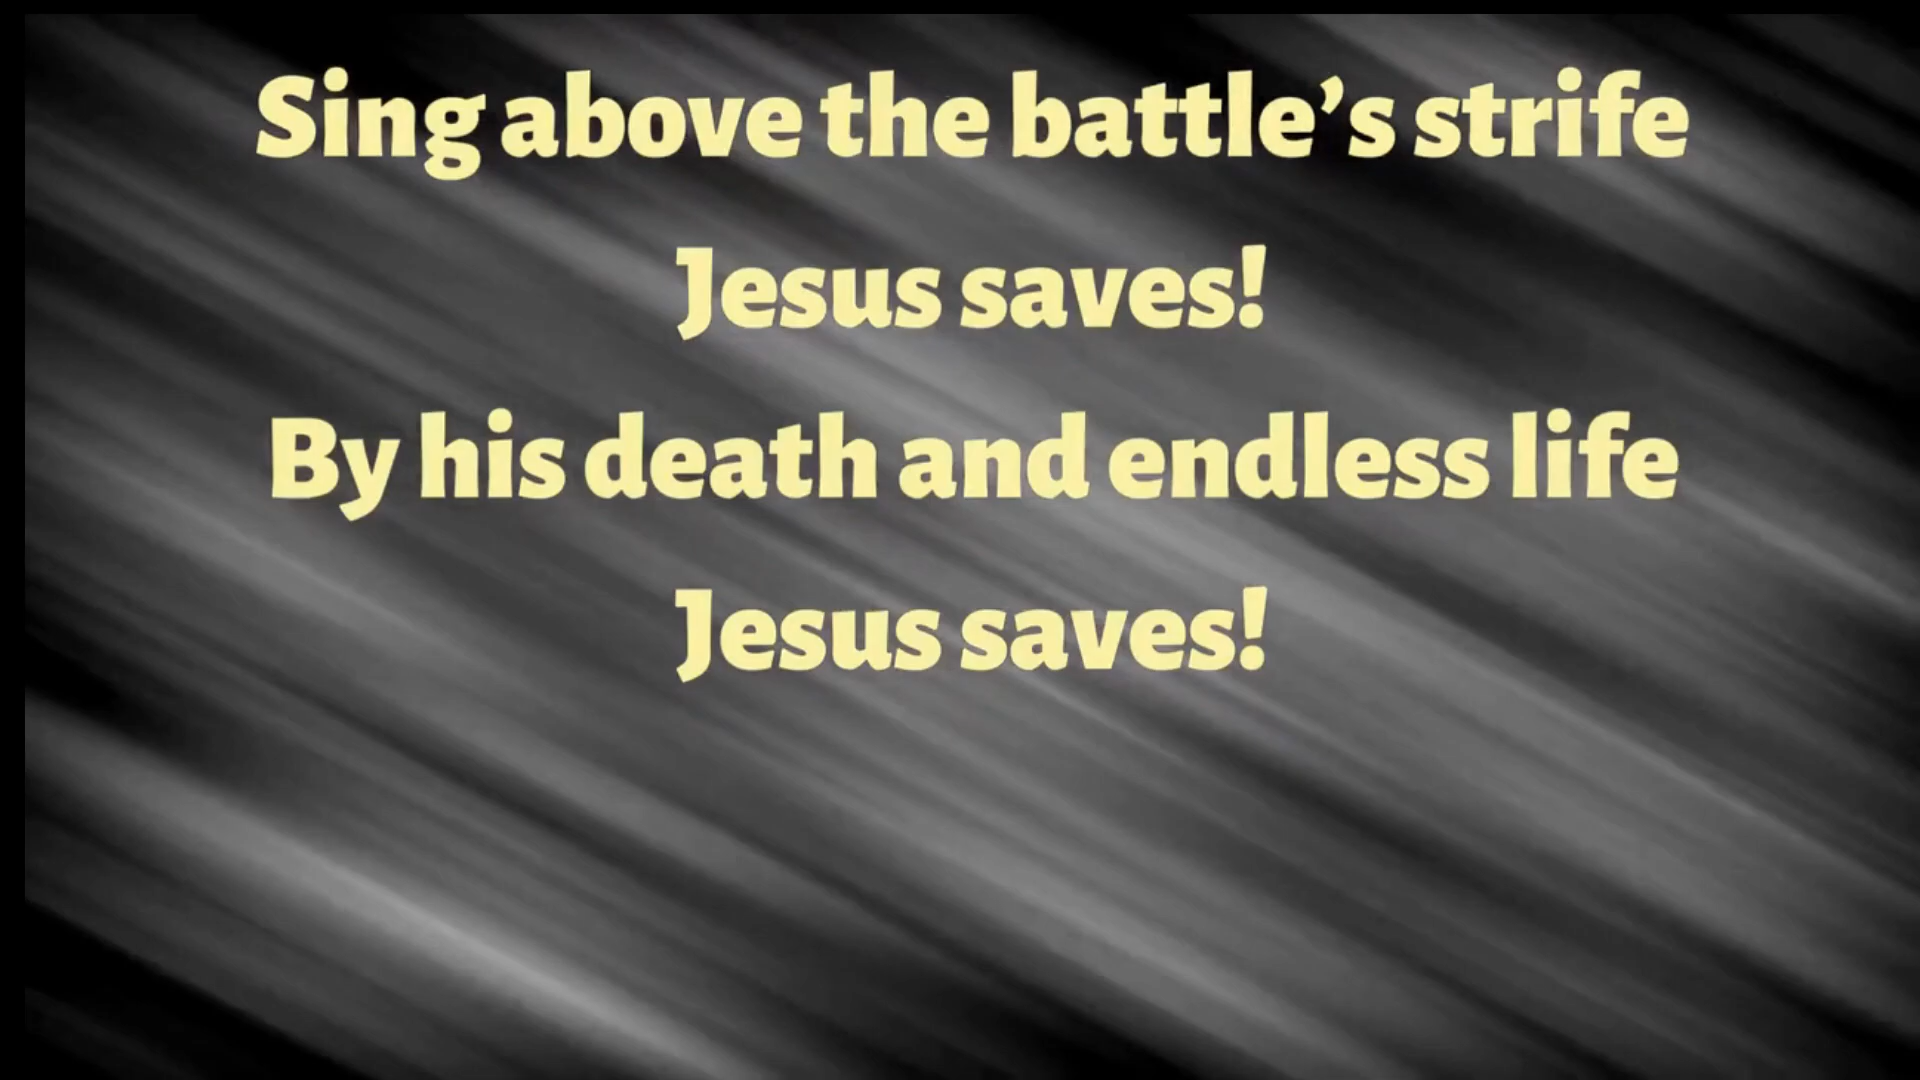 Sing above the battle’s strife
Jesus saves!
By his death and endless life
Jesus saves!